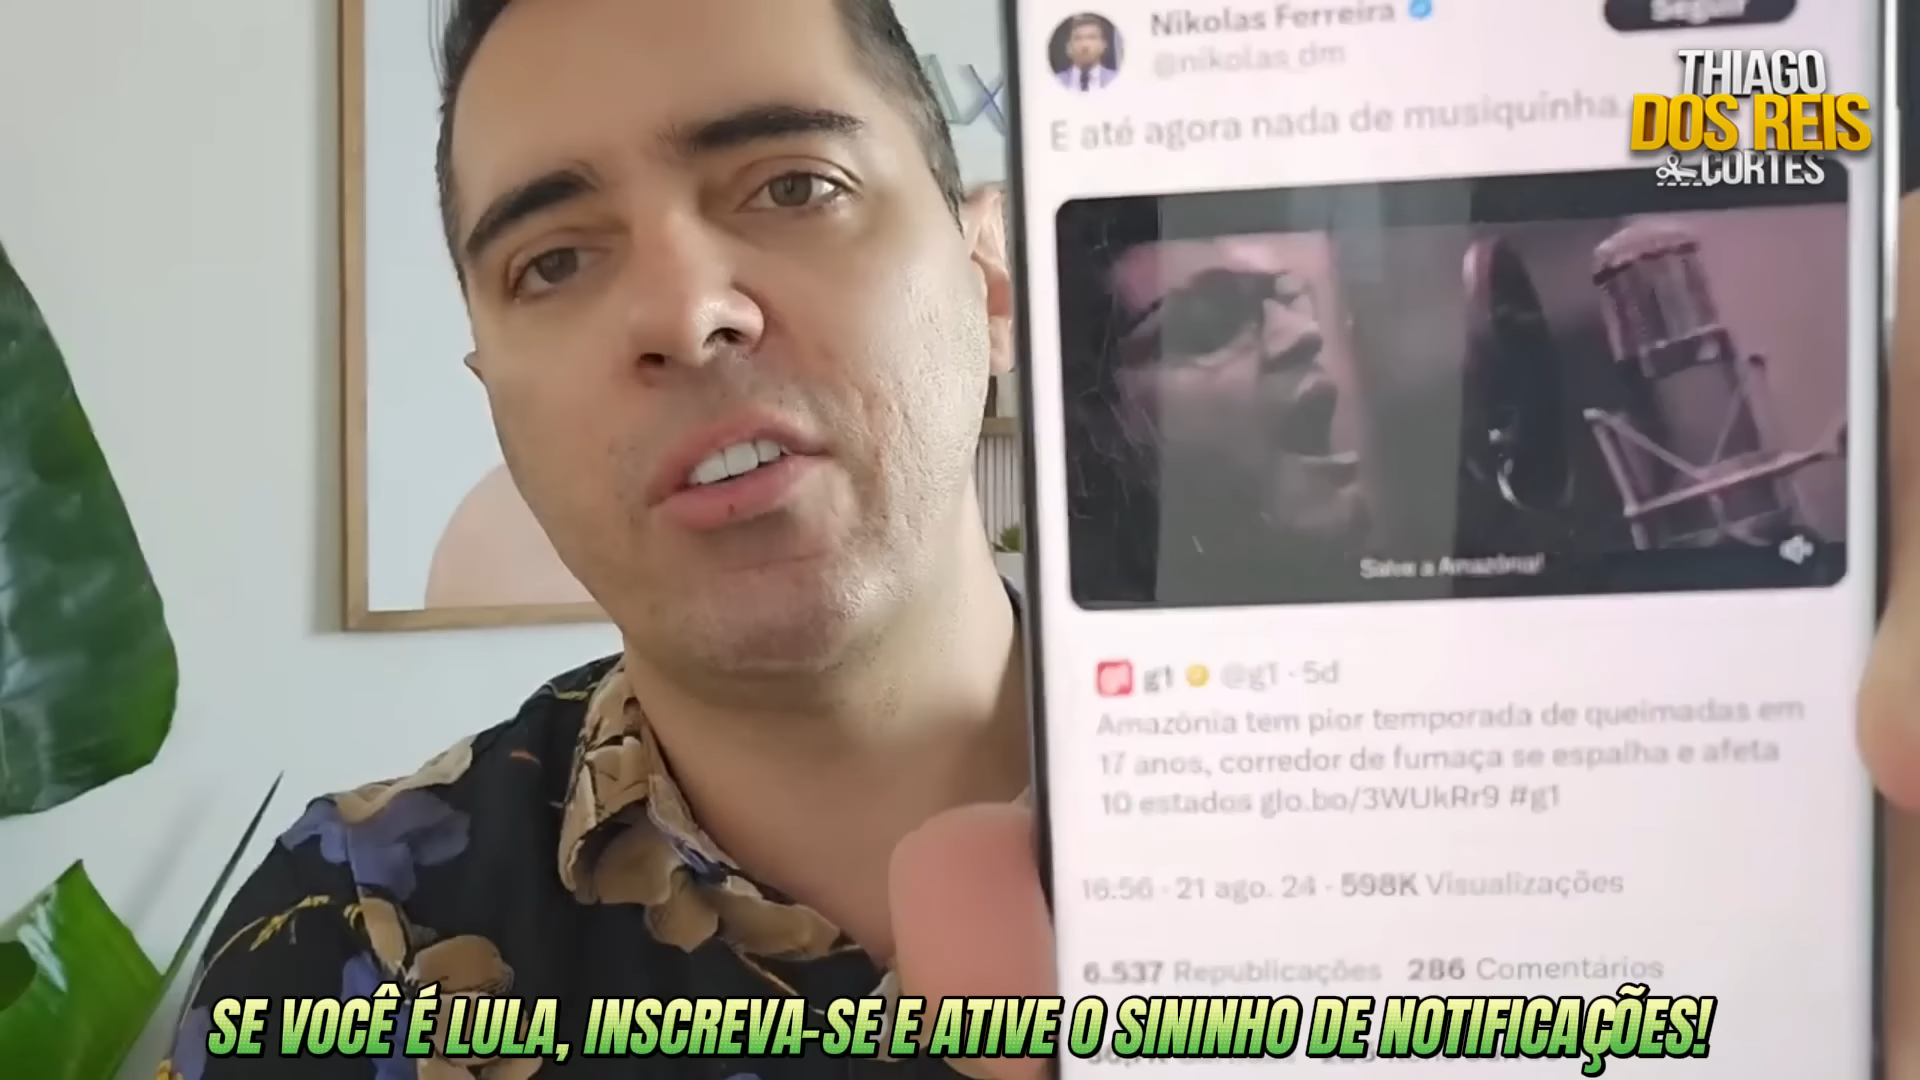 Nikolas Ferreira
@nikolas_dm
Seguir
E até agora nada de musiquinha.
THIAGO
DOS REIS
CORTES
Salve a Amazônia!
g1 @g1 · 5d
Amazônia tem pior temporada de queimadas em
17 anos, corredor de fumaça se espalha e afeta
10 estados glo.bo/3WUkRr9 #g1
16:56 · 21 ago. 24 · 598K Visualizações
6.537 Republicações 286 Comentários
SE VOCÊ É LULA, INSCREVA-SE E ATIVE O SININHO DE NOTIFICAÇÕES!